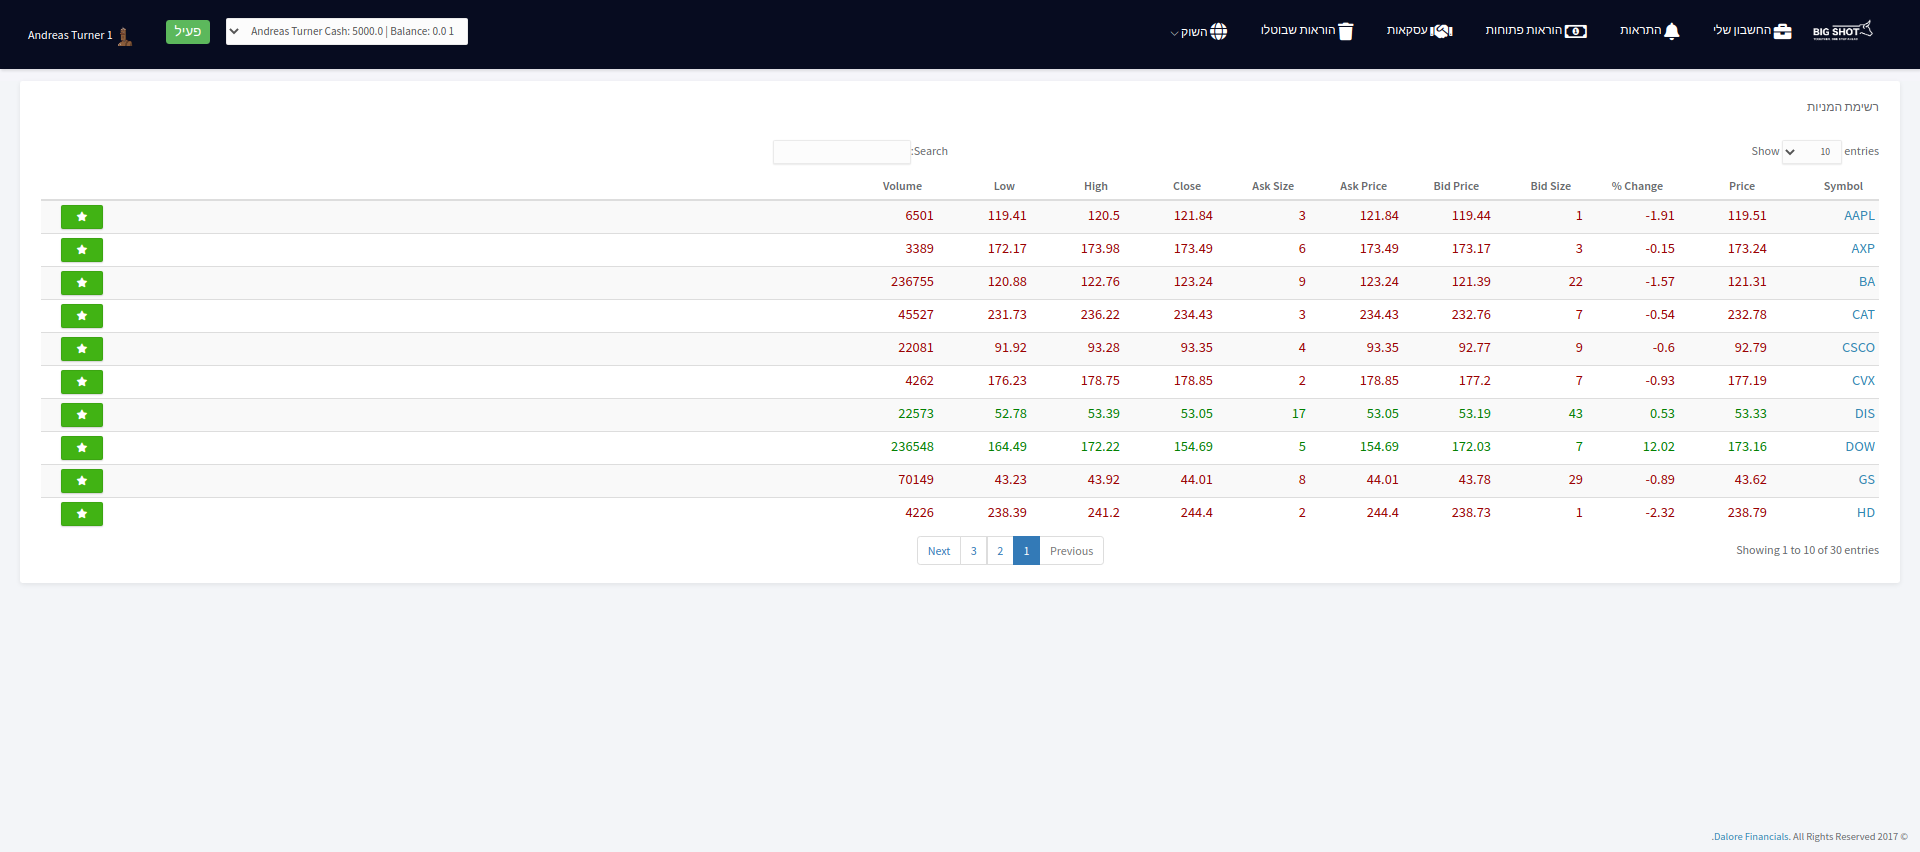 BIG SHOT
החשבון שלי
התראות
הוראות פתוחות
עסקאות
הוראות שבוטלו
השוק
Andreas Turner Cash: 5000.0 | Balance: 0.0 1
פעיל
Andreas Turner 1
רשימת המניות
Show 10 entries
Search:
Symbol Price % Change Bid Size Bid Price Ask Price Ask Size Close High Low Volume
AAPL 119.51 -1.91 1 119.44 121.84 3 121.84 120.5 119.41 6501
AXP 173.24 -0.15 3 173.17 173.49 6 173.49 173.98 172.17 3389
BA 121.31 -1.57 22 121.39 123.24 9 123.24 122.76 120.88 236755
CAT 232.78 -0.54 7 232.76 234.43 3 234.43 236.22 231.73 45527
CSCO 92.79 -0.6 9 92.77 93.35 4 93.35 93.28 91.92 22081
CVX 177.19 -0.93 7 177.2 178.85 2 178.85 178.75 176.23 4262
DIS 53.33 0.53 43 53.19 53.05 17 53.05 53.39 52.78 22573
DOW 173.16 12.02 7 172.03 154.69 5 154.69 172.22 164.49 236548
GS 43.62 -0.89 29 43.78 44.01 8 44.01 43.92 43.23 70149
HD 238.79 -2.32 1 238.73 244.4 2 244.4 241.2 238.39 4226
Showing 1 to 10 of 30 entries
Previous 1 2 3 Next
.Dalore Financials. All Rights Reserved 2017 ©